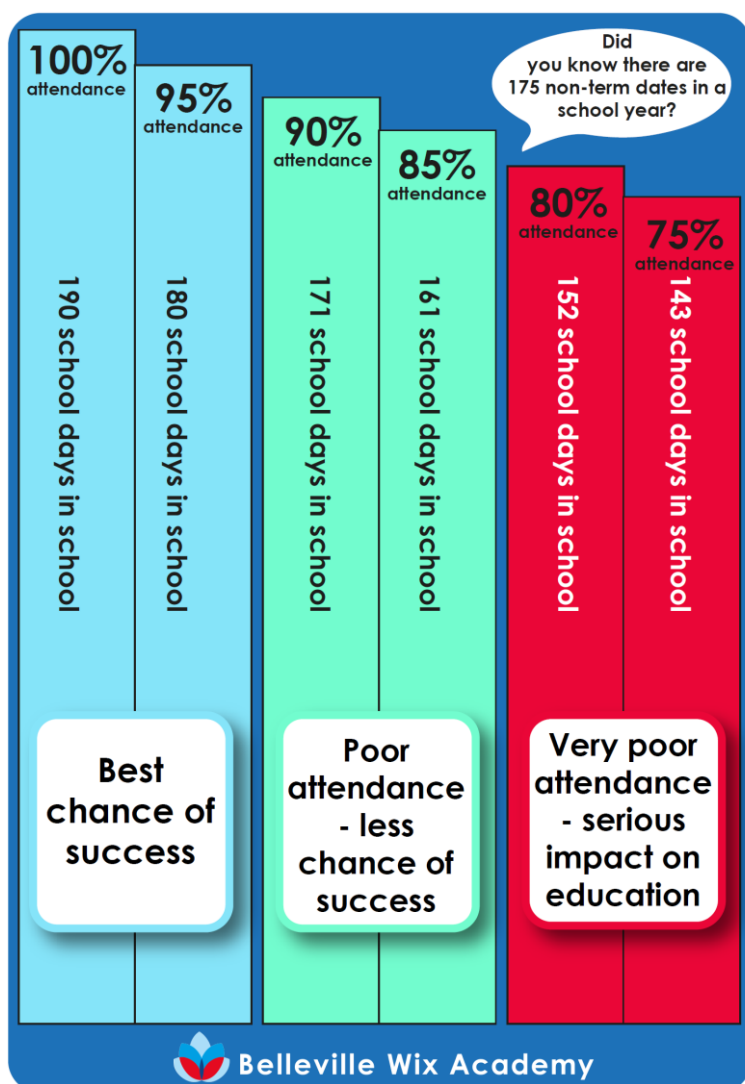 100%
attendance
190 school days in school
95%
attendance
180 school days in school
90%
attendance
171 school days in school
85%
attendance
161 school days in school
Did
you know there are
175 non-term dates in a
school year?
80%
attendance
152 school days in school
75%
attendance
143 school days in school
Best
chance of
success
Poor
attendance
- less
chance of
success
Very poor
attendance
- serious
impact on
education
Belleville Wix Academy